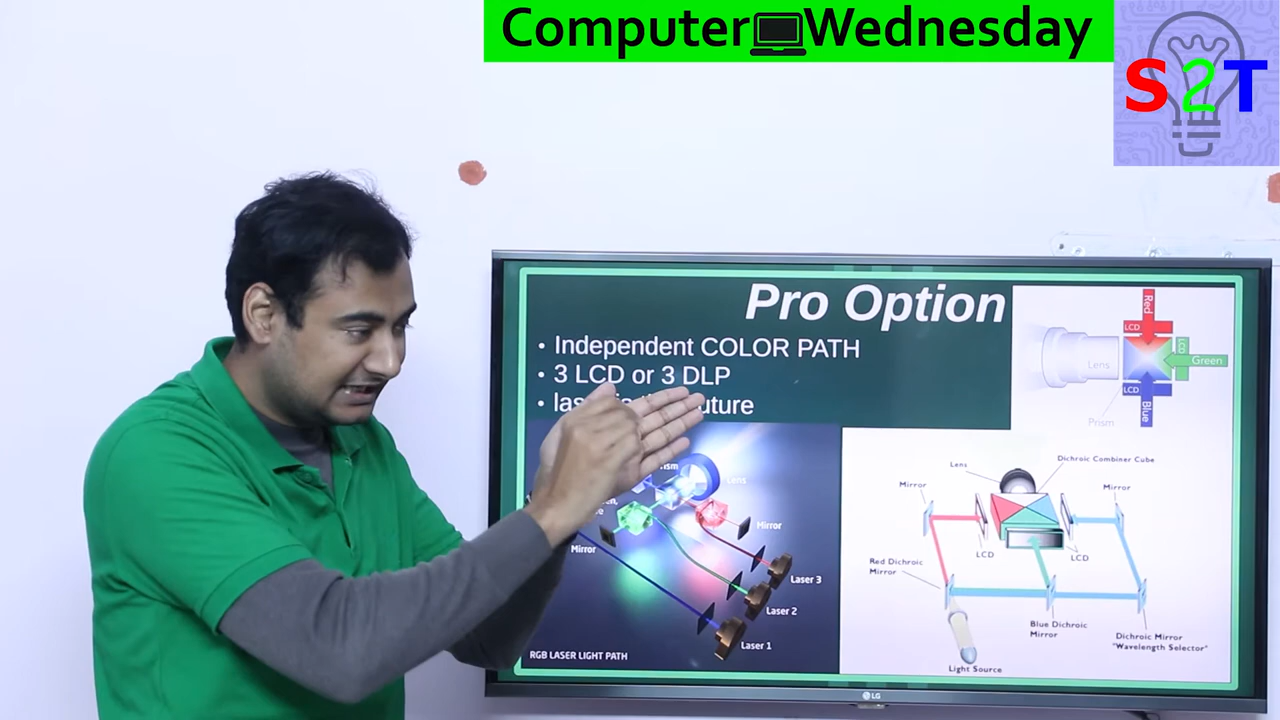 Computer Wednesday
S2T
Pro Option
• Independent COLOR PATH
• 3 LCD or 3 DLP
Red
LCD
LCD
Green
Lens
LCD
Blue
Prism
Lens
Mirror
Mirror
Laser 3
Laser 2
Laser 1
RGB LASER LIGHT PATH
Lens
Dichroic Combiner Cube
Mirror
Mirror
LCD
LCD
Red Dichroic
Mirror
Blue Dichroic
Mirror
Dichroic Mirror
"Wavelength Selector"
Light Source
LG